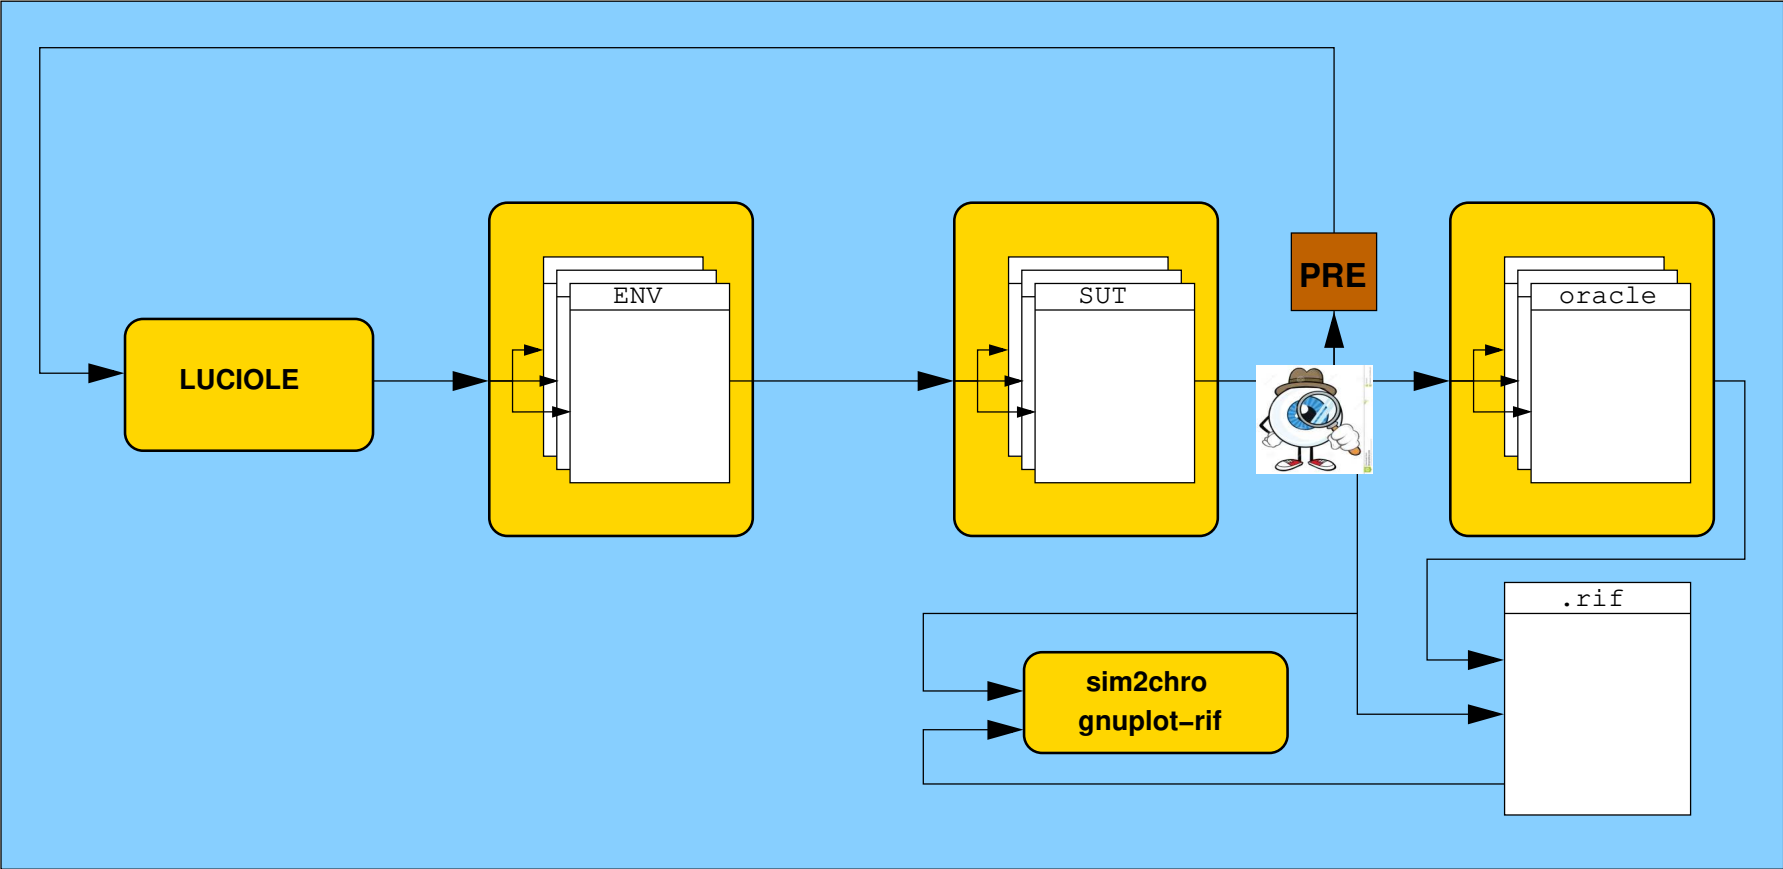 PRE
ENV
SUT
oracle
LUCIOLE
.rif
sim2chro
gnuplot−rif